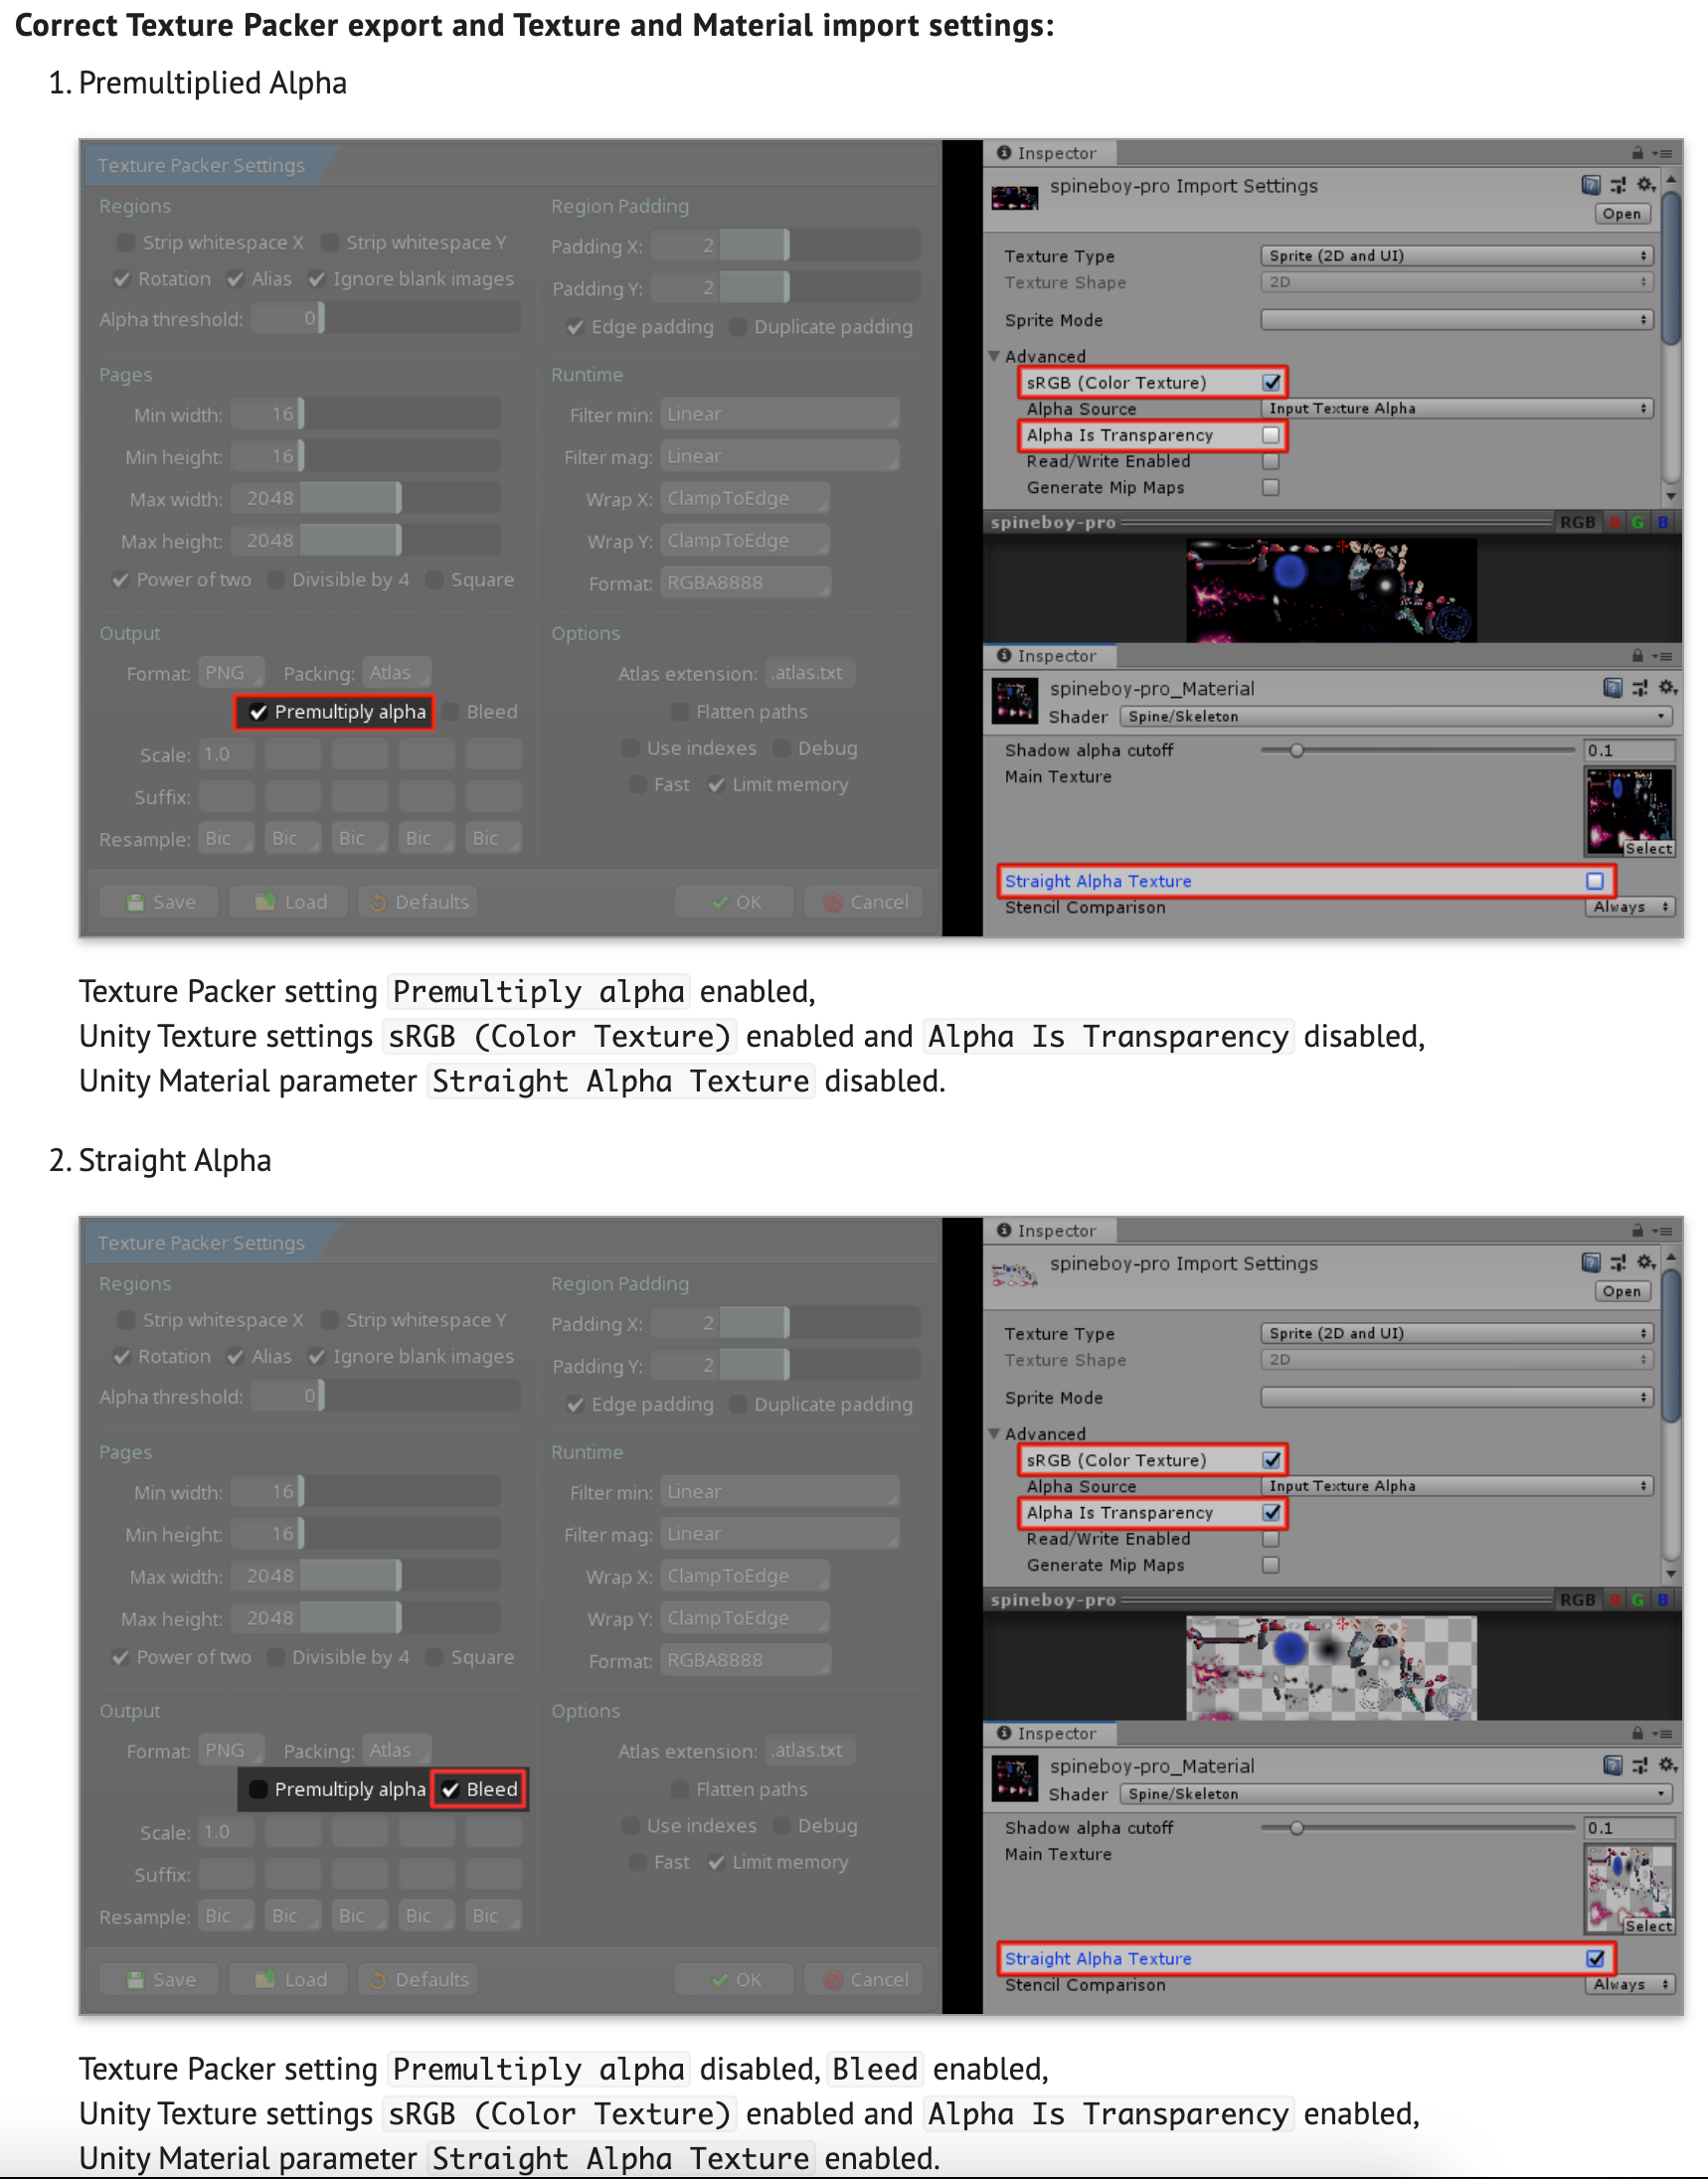 Correct Texture Packer export and Texture and Material import settings:
1. Premultiplied Alpha
Texture Packer Settings
Regions
Strip whitespace X Strip whitespace Y
Rotation Alias Ignore blank images
Alpha threshold: 0
Region Padding
Padding X: 2
Padding Y: 2
Edge padding Duplicate padding
Pages
Min width: 16
Min height: 16
Max width: 2048
Max height: 2048
Power of two Divisible by 4 Square
Runtime
Filter min: Linear
Filter mag: Linear
Wrap X: ClampToEdge
Wrap Y: ClampToEdge
Format: RGBA8888
Output
Format: PNG Packing: Atlas
Premultiply alpha Bleed
Scale: 1.0
Suffix:
Resample: Bic Bic Bic Bic Bic
Options
Atlas extension: .atlas.txt
Flatten paths
Use indexes Debug
Fast Limit memory
Save Load Defaults OK Cancel
Inspector
spineboy-pro Import Settings
Open
Texture Type Sprite (2D and UI)
Texture Shape 2D
Sprite Mode
Advanced
sRGB (Color Texture)
Alpha Source Input Texture Alpha
Alpha Is Transparency
Read/Write Enabled
Generate Mip Maps
spineboy-pro RGB R G B
Inspector
spineboy-pro_Material
Shader Spine/Skeleton
Shadow alpha cutoff 0.1
Main Texture
Select
Straight Alpha Texture
Stencil Comparison Always
Texture Packer setting Premultiply alpha enabled,
Unity Texture settings sRGB (Color Texture) enabled and Alpha Is Transparency disabled,
Unity Material parameter Straight Alpha Texture disabled.
2. Straight Alpha
Texture Packer Settings
Regions
Strip whitespace X Strip whitespace Y
Rotation Alias Ignore blank images
Alpha threshold: 0
Region Padding
Padding X: 2
Padding Y: 2
Edge padding Duplicate padding
Pages
Min width: 16
Min height: 16
Max width: 2048
Max height: 2048
Power of two Divisible by 4 Square
Runtime
Filter min: Linear
Filter mag: Linear
Wrap X: ClampToEdge
Wrap Y: ClampToEdge
Format: RGBA8888
Output
Format: PNG Packing: Atlas
Premultiply alpha Bleed
Scale: 1.0
Suffix:
Resample: Bic Bic Bic Bic Bic
Options
Atlas extension: .atlas.txt
Flatten paths
Use indexes Debug
Fast Limit memory
Save Load Defaults OK Cancel
Inspector
spineboy-pro Import Settings
Open
Texture Type Sprite (2D and UI)
Texture Shape 2D
Sprite Mode
Advanced
sRGB (Color Texture)
Alpha Source Input Texture Alpha
Alpha Is Transparency
Read/Write Enabled
Generate Mip Maps
spineboy-pro RGB R G B
Inspector
spineboy-pro_Material
Shader Spine/Skeleton
Shadow alpha cutoff 0.1
Main Texture
Select
Straight Alpha Texture
Stencil Comparison Always
Texture Packer setting Premultiply alpha disabled, Bleed enabled,
Unity Texture settings sRGB (Color Texture) enabled and Alpha Is Transparency enabled,
Unity Material parameter Straight Alpha Texture enabled.